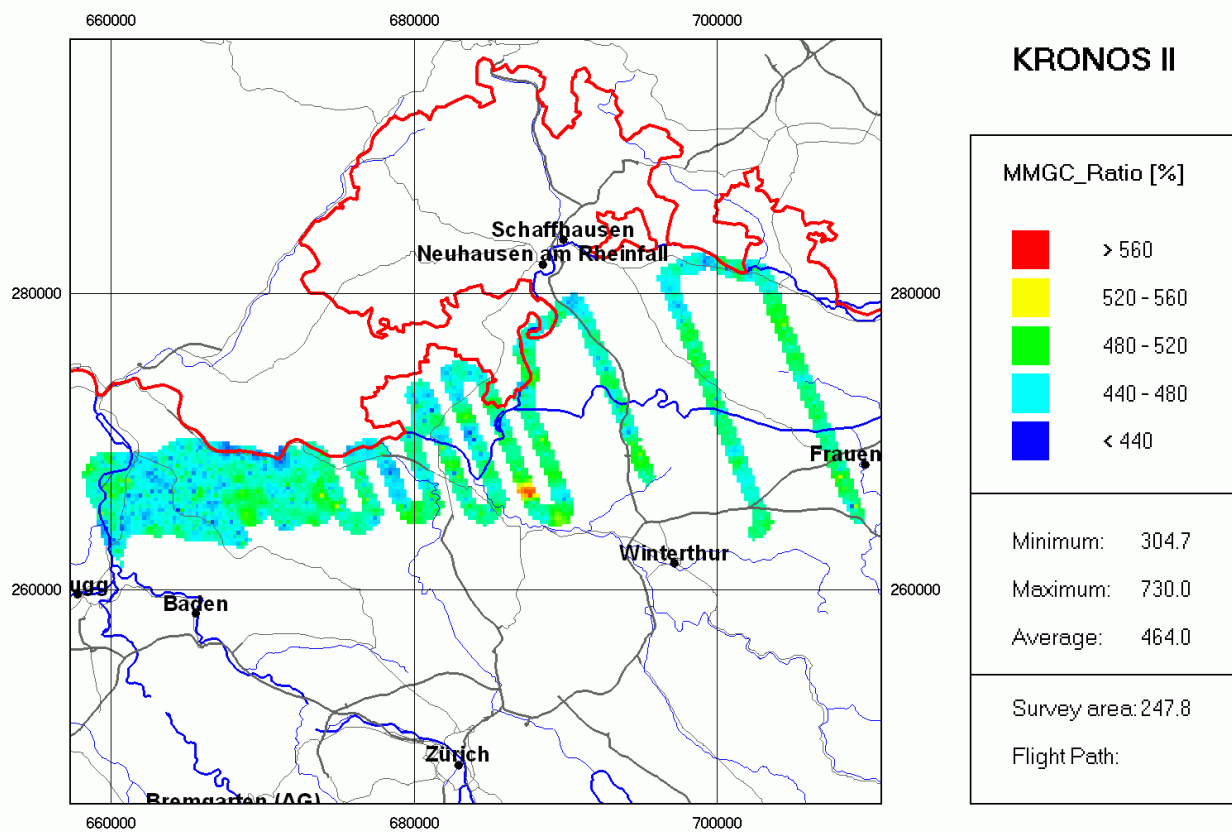 660000 680000 700000
KRONOS II
MMGC_Ratio [%]
> 560
520 - 560
480 - 520
440 - 480
< 440
Schaffhausen
Neuhausen am Rheinfall
280000 280000
Frauen
Winterthur
260000 260000
ugg
Baden
Zürich
Bremgarten (AG)
Minimum: 304.7
Maximum: 730.0
Average: 464.0
Survey area: 247.8
Flight Path:
660000 680000 700000